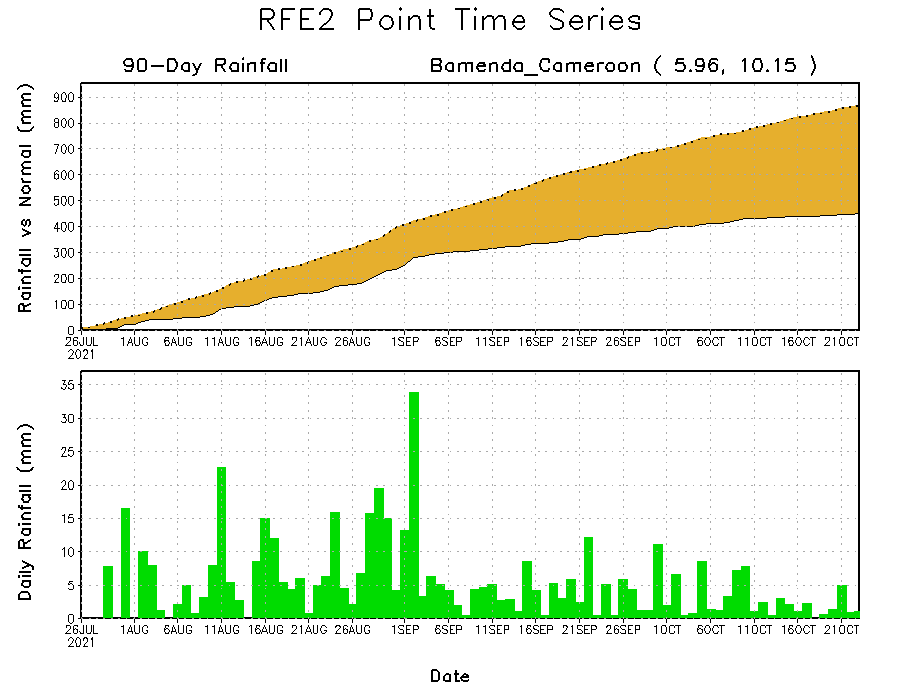 RFE2 Point Time Series
90-Day Rainfall
Bamenda_Cameroon ( 5.96, 10.15 )
Rainfall vs Normal (mm)
900
800
700
600
500
400
300
200
100
0
26JUL 1AUG 6AUG 11AUG 16AUG 21AUG 26AUG 1SEP 6SEP 11SEP 16SEP 21SEP 26SEP 1OCT 6OCT 11OCT 16OCT 21OCT
2021
Daily Rainfall (mm)
35
30
25
20
15
10
5
0
26JUL 1AUG 6AUG 11AUG 16AUG 21AUG 26AUG 1SEP 6SEP 11SEP 16SEP 21SEP 26SEP 1OCT 6OCT 11OCT 16OCT 21OCT
2021
Date